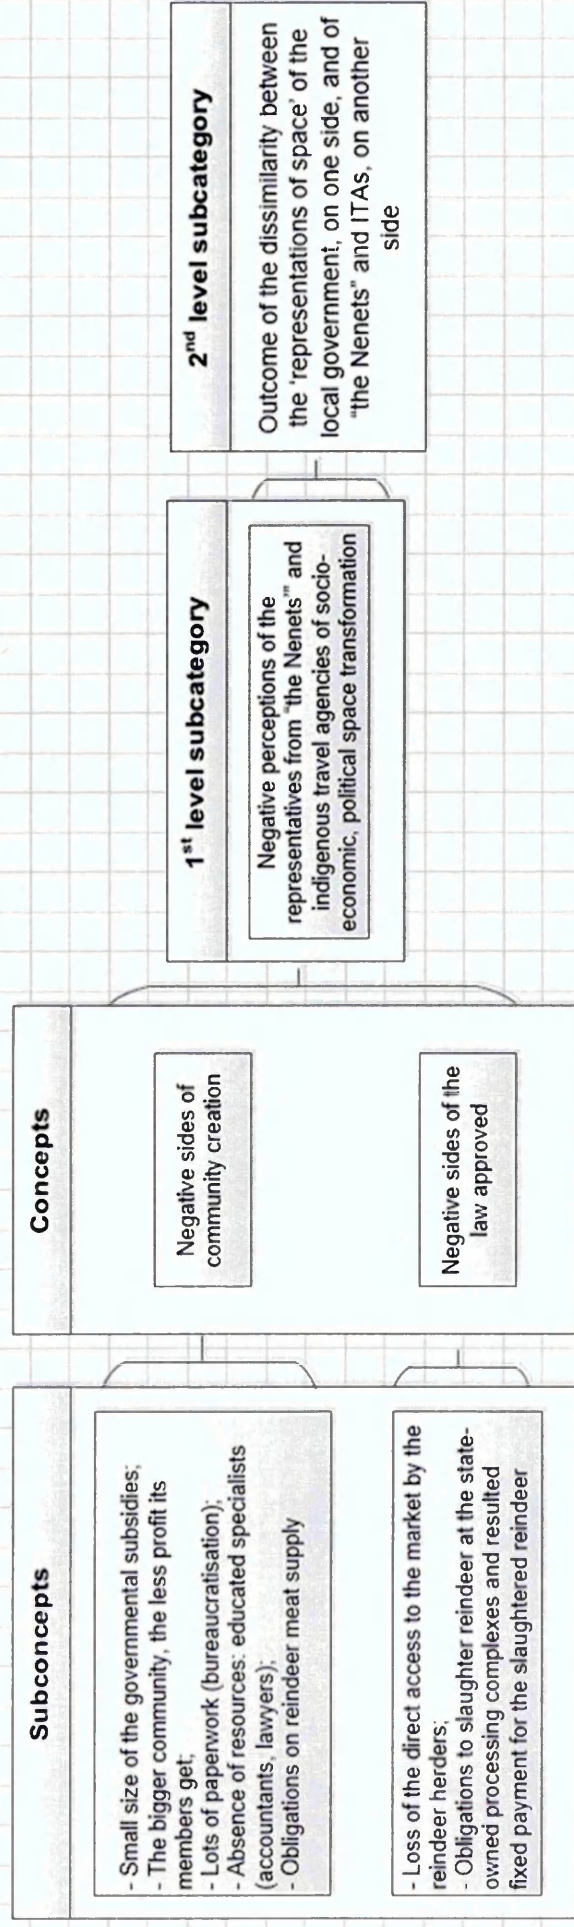 Subconcepts
- Small size of the governmental subsidies;
- The bigger community, the less profit its
members get;
- Lots of paperwork (bureaucratisation);
- Absence of resources: educated specialists
(accountants, lawyers);
- Obligations on reindeer meat supply
- Loss of the direct access to the market by the
reindeer herders;
- Obligations to slaughter reindeer at the state-
owned processing complexes and resulted
fixed payment for the slaughtered reindeer
Concepts
Negative sides of
community creation
Negative sides of the
law approved
1st level subcategory
Negative perceptions of the
representatives from "the Nenets'" and
indigenous travel agencies of socio-
economic, political space transformation
2nd level subcategory
Outcome of the dissimilarity between
the 'representations of space' of the
local government, on one side, and of
"the Nenets" and ITAs, on another
side